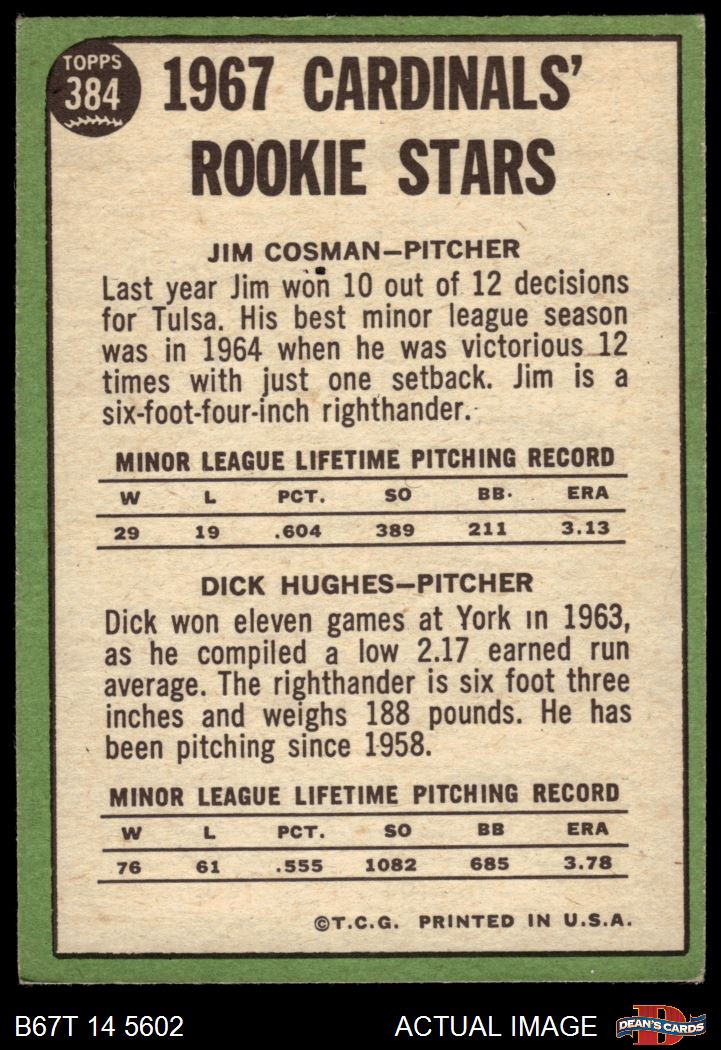 TOPPS
384
1967 CARDINALS'
ROOKIE STARS
JIM COSMAN—PITCHER
Last year Jim won 10 out of 12 decisions
for Tulsa. His best minor league season
was in 1964 when he was victorious 12
times with just one setback. Jim is a
six-foot-four-inch righthander.
MINOR LEAGUE LIFETIME PITCHING RECORD
W L PCT. SO BB. ERA
29 19 .604 389 211 3.13
DICK HUGHES—PITCHER
Dick won eleven games at York in 1963,
as he compiled a low 2.17 earned run
average. The righthander is six foot three
inches and weighs 188 pounds. He has
been pitching since 1958.
MINOR LEAGUE LIFETIME PITCHING RECORD
W L PCT. SO BB ERA
76 61 .555 1082 685 3.78
©T.C.G. PRINTED IN U.S.A.
B67T 14 5602 ACTUAL IMAGE D DEAN'S CARDS